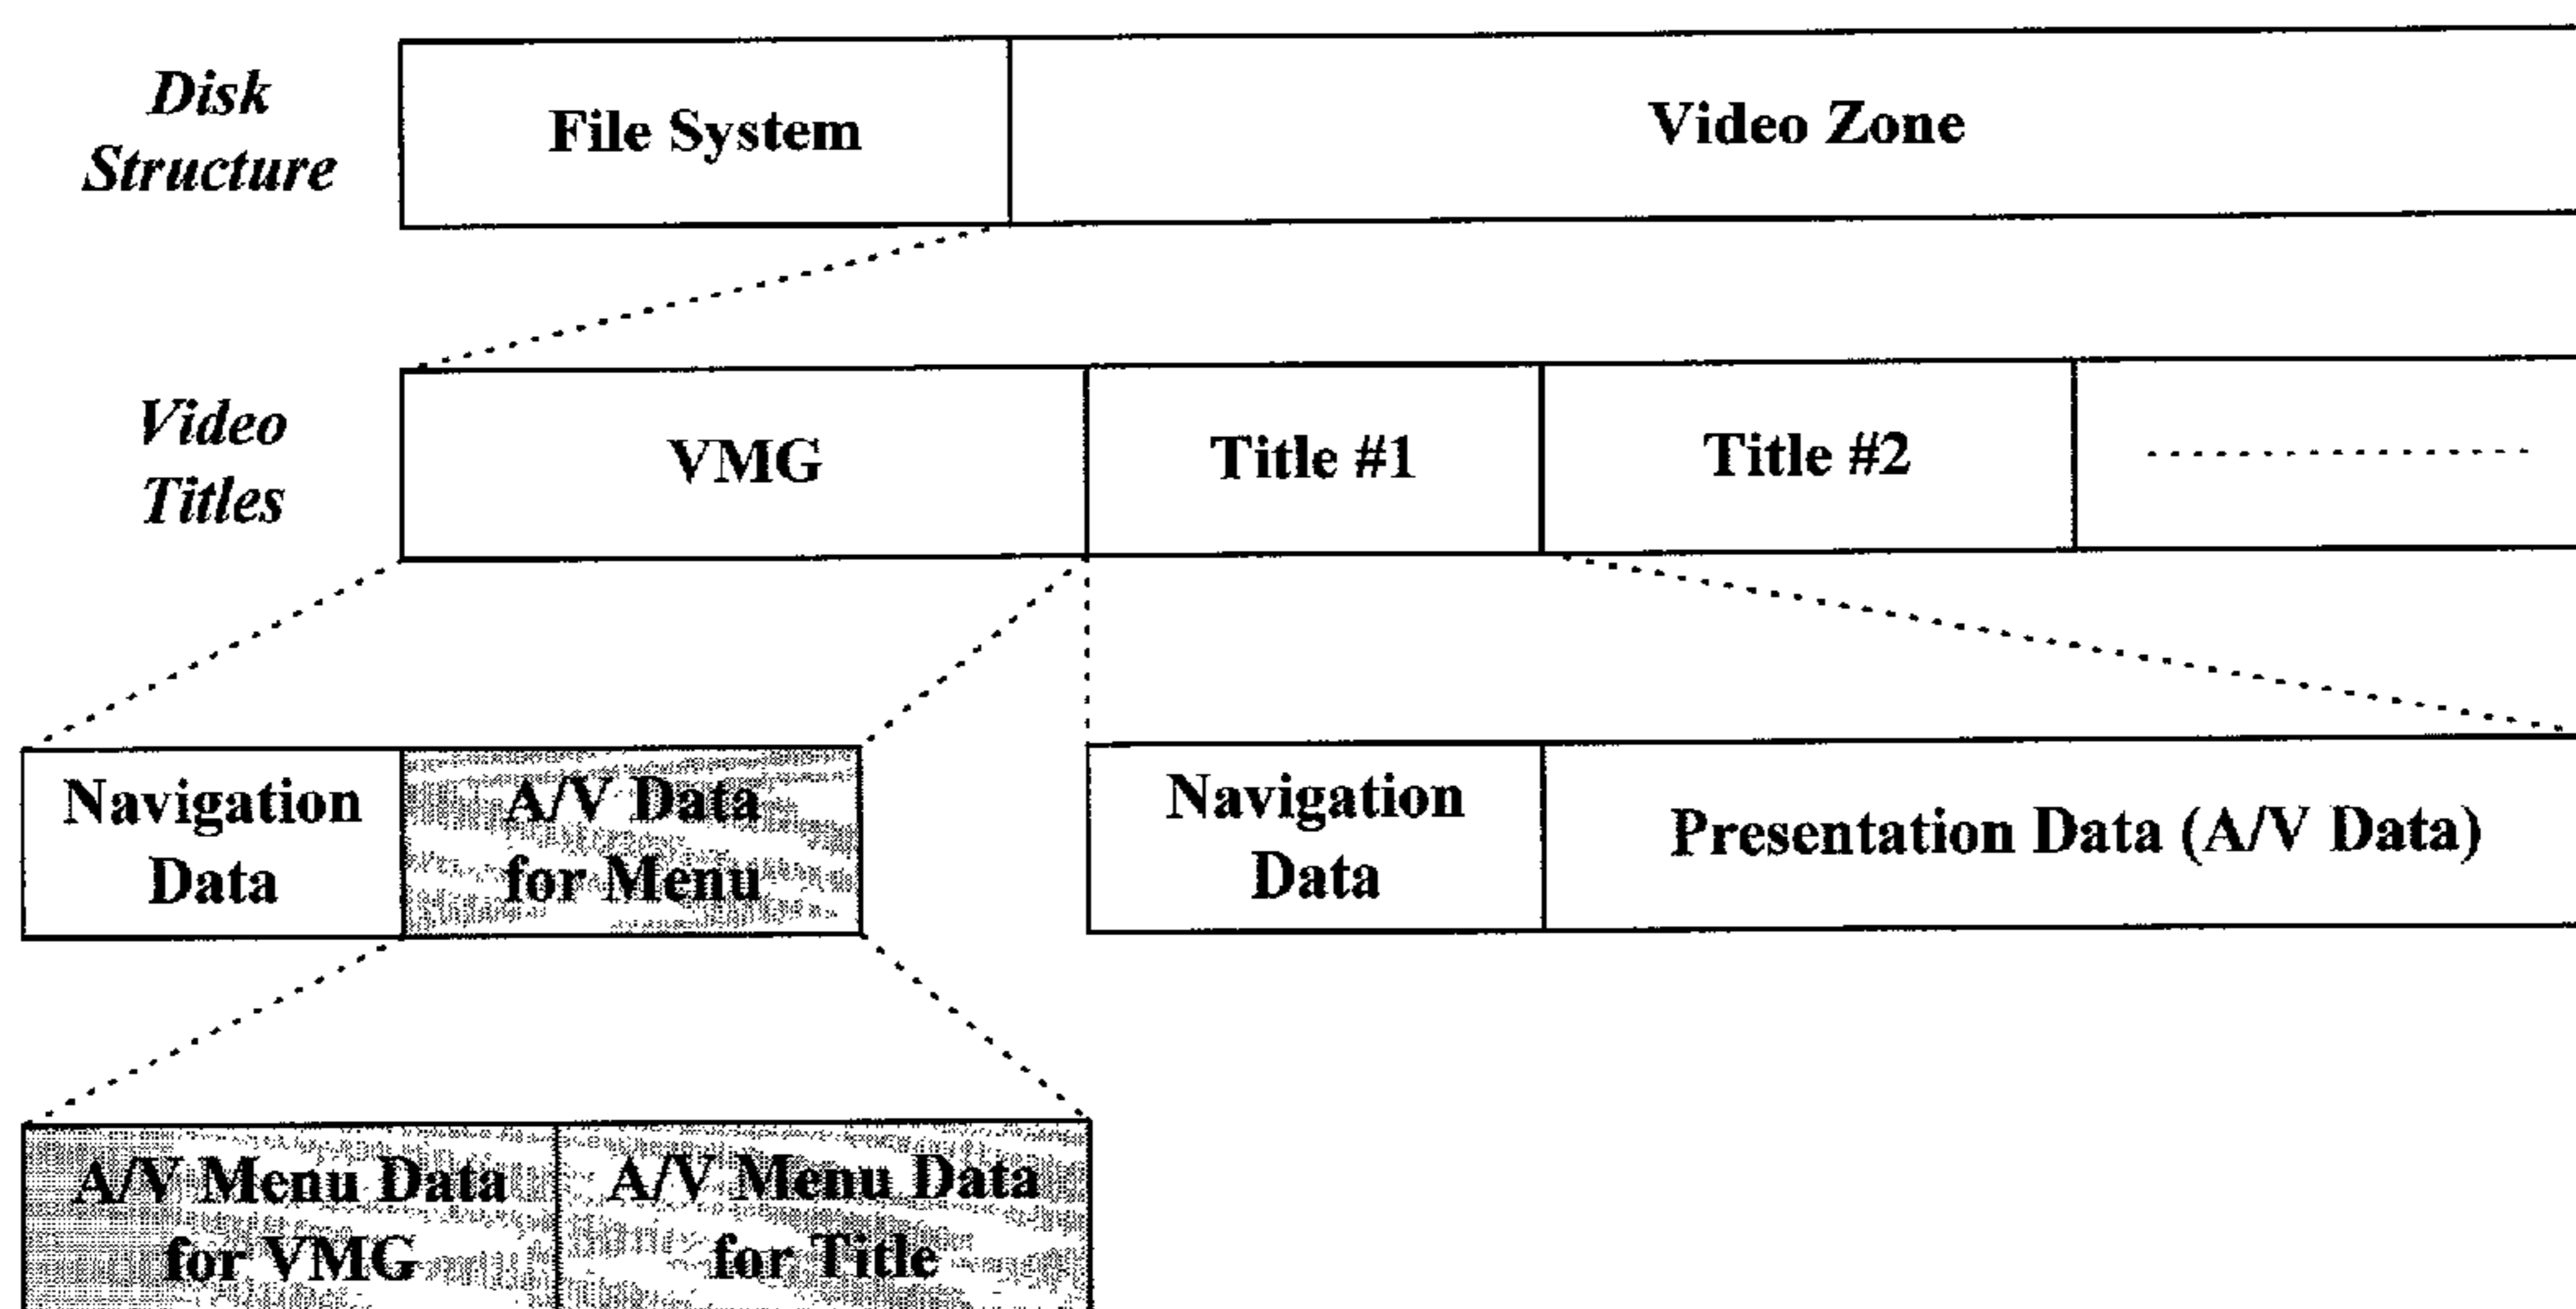 Disk
Structure
File System
Video Zone
Video
Titles
VMG
Title #1
Title #2
Navigation
Data
A/V Data
for Menu
Navigation
Data
Presentation Data (A/V Data)
A/V Menu Data
for VMG
A/V Menu Data
for Title